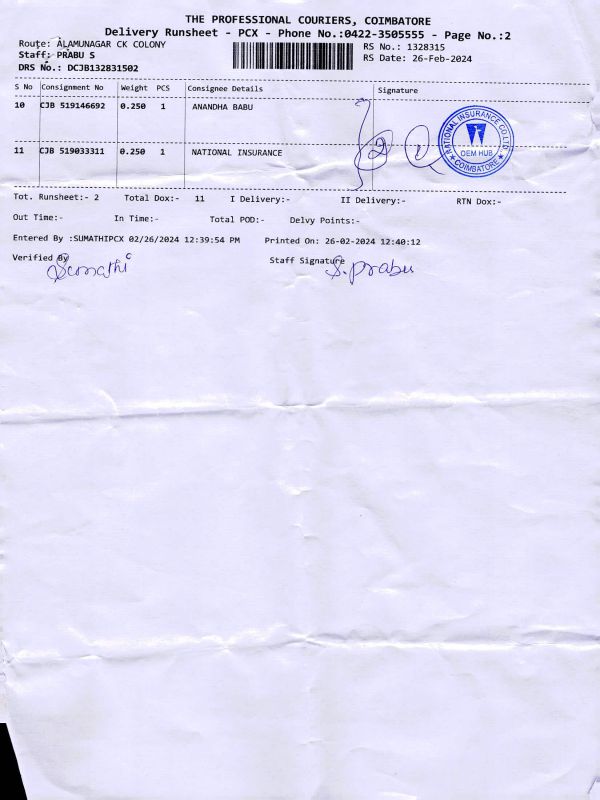 THE PROFESSIONAL COURIERS, COIMBATORE
Delivery Runsheet - PCX - Phone No.:0422-3505555 - Page No.:2
Route: ALAMUNAGAR CK COLONY
RS No.: 1328315
Staff: PRABU S
RS Date: 26-Feb-2024
DRS No.: DCJB132831502
S No Consignment No Weight PCS Consignee Details Signature
10 CJB 519146692 0.250 1 ANANDHA BABU
11 CJB 519033311 0.250 1 NATIONAL INSURANCE
NATIONAL INSURANCE CO LTD
OEM HUB
COIMBATORE
Tot. Runsheet:- 2 Total Dox:- 11 I Delivery:- II Delivery:- RTN Dox:-
Out Time:- In Time:- Total POD:- Delvy Points:-
Entered By :SUMATHIPCX 02/26/2024 12:39:54 PM Printed On: 26-02-2024 12:40:12
Verified By Staff Signature
Sumathi S. Prabu